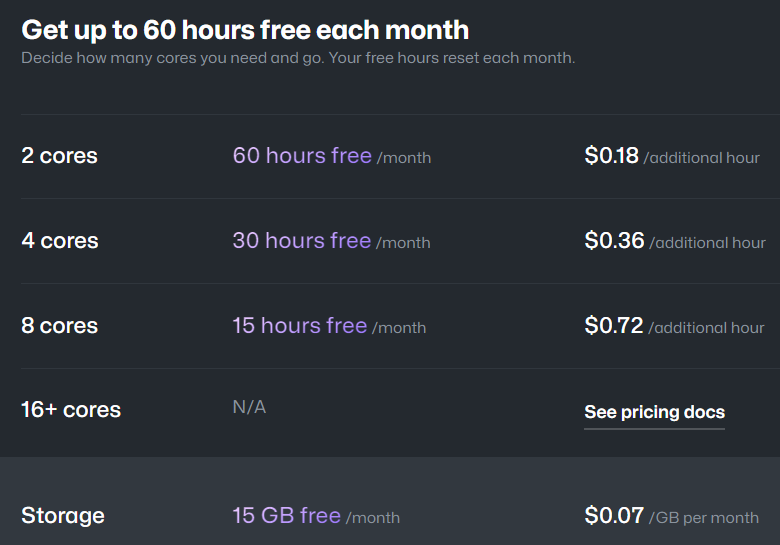 Get up to 60 hours free each month
Decide how many cores you need and go. Your free hours reset each month.
2 cores 60 hours free /month $0.18 /additional hour
4 cores 30 hours free /month $0.36 /additional hour
8 cores 15 hours free /month $0.72 /additional hour
16+ cores N/A See pricing docs
Storage 15 GB free /month $0.07 /GB per month